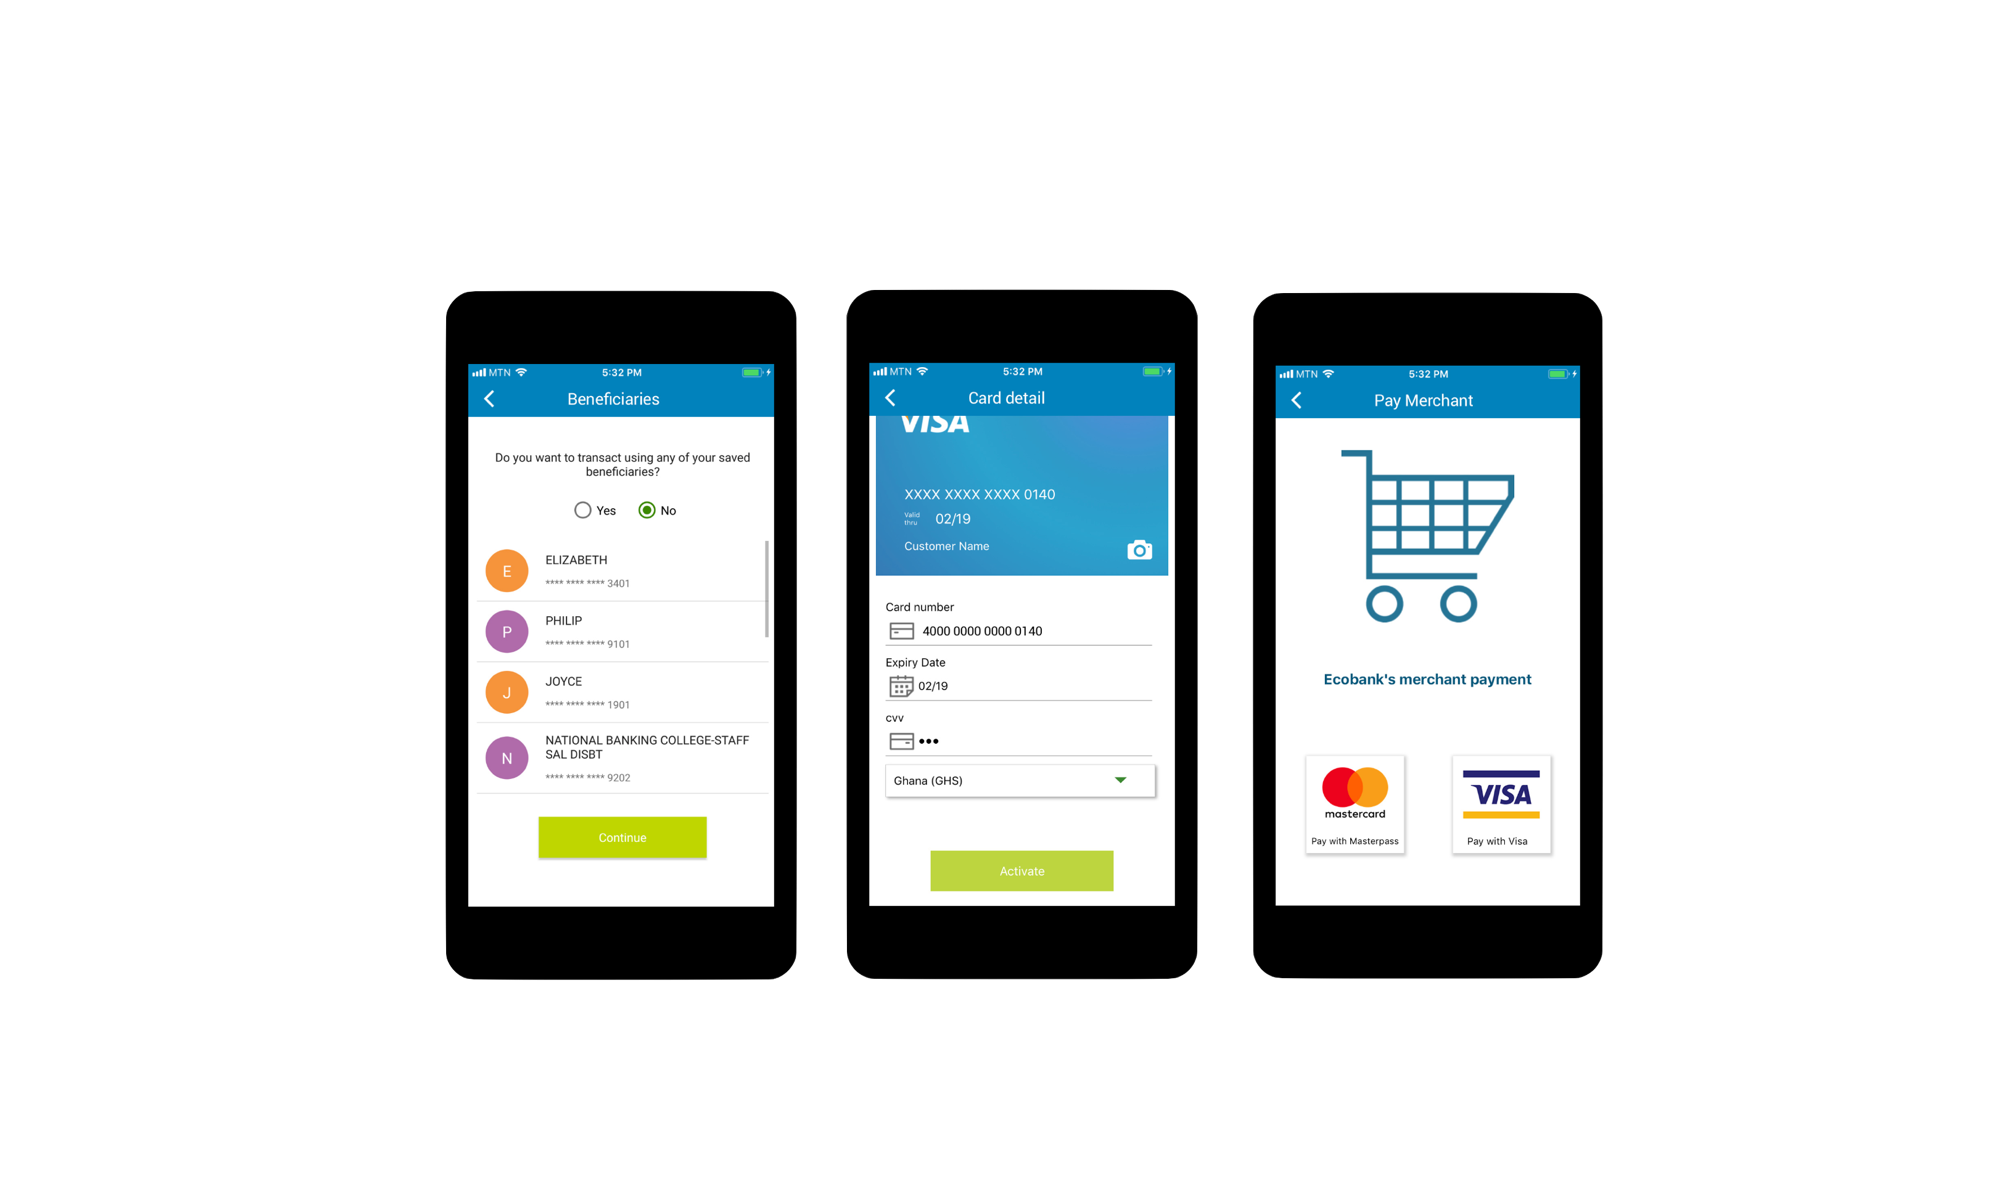 MTN 5:32 PM
Beneficiaries
Do you want to transact using any of your saved
beneficiaries?
Yes No
E
ELIZABETH
**** **** **** 3401
P
PHILIP
**** **** **** 9101
J
JOYCE
**** **** **** 1901
N
NATIONAL BANKING COLLEGE-STAFF
SAL DISBT
**** **** **** 9202
Continue
MTN 5:32 PM
Card detail
VISA
XXXX XXXX XXXX 0140
Valid
thru
02/19
Customer Name
Card number
4000 0000 0000 0140
Expiry Date
02/19
cvv
•••
Ghana (GHS)
Activate
MTN 5:32 PM
Pay Merchant
Ecobank's merchant payment
mastercard
Pay with Masterpass
VISA
Pay with Visa